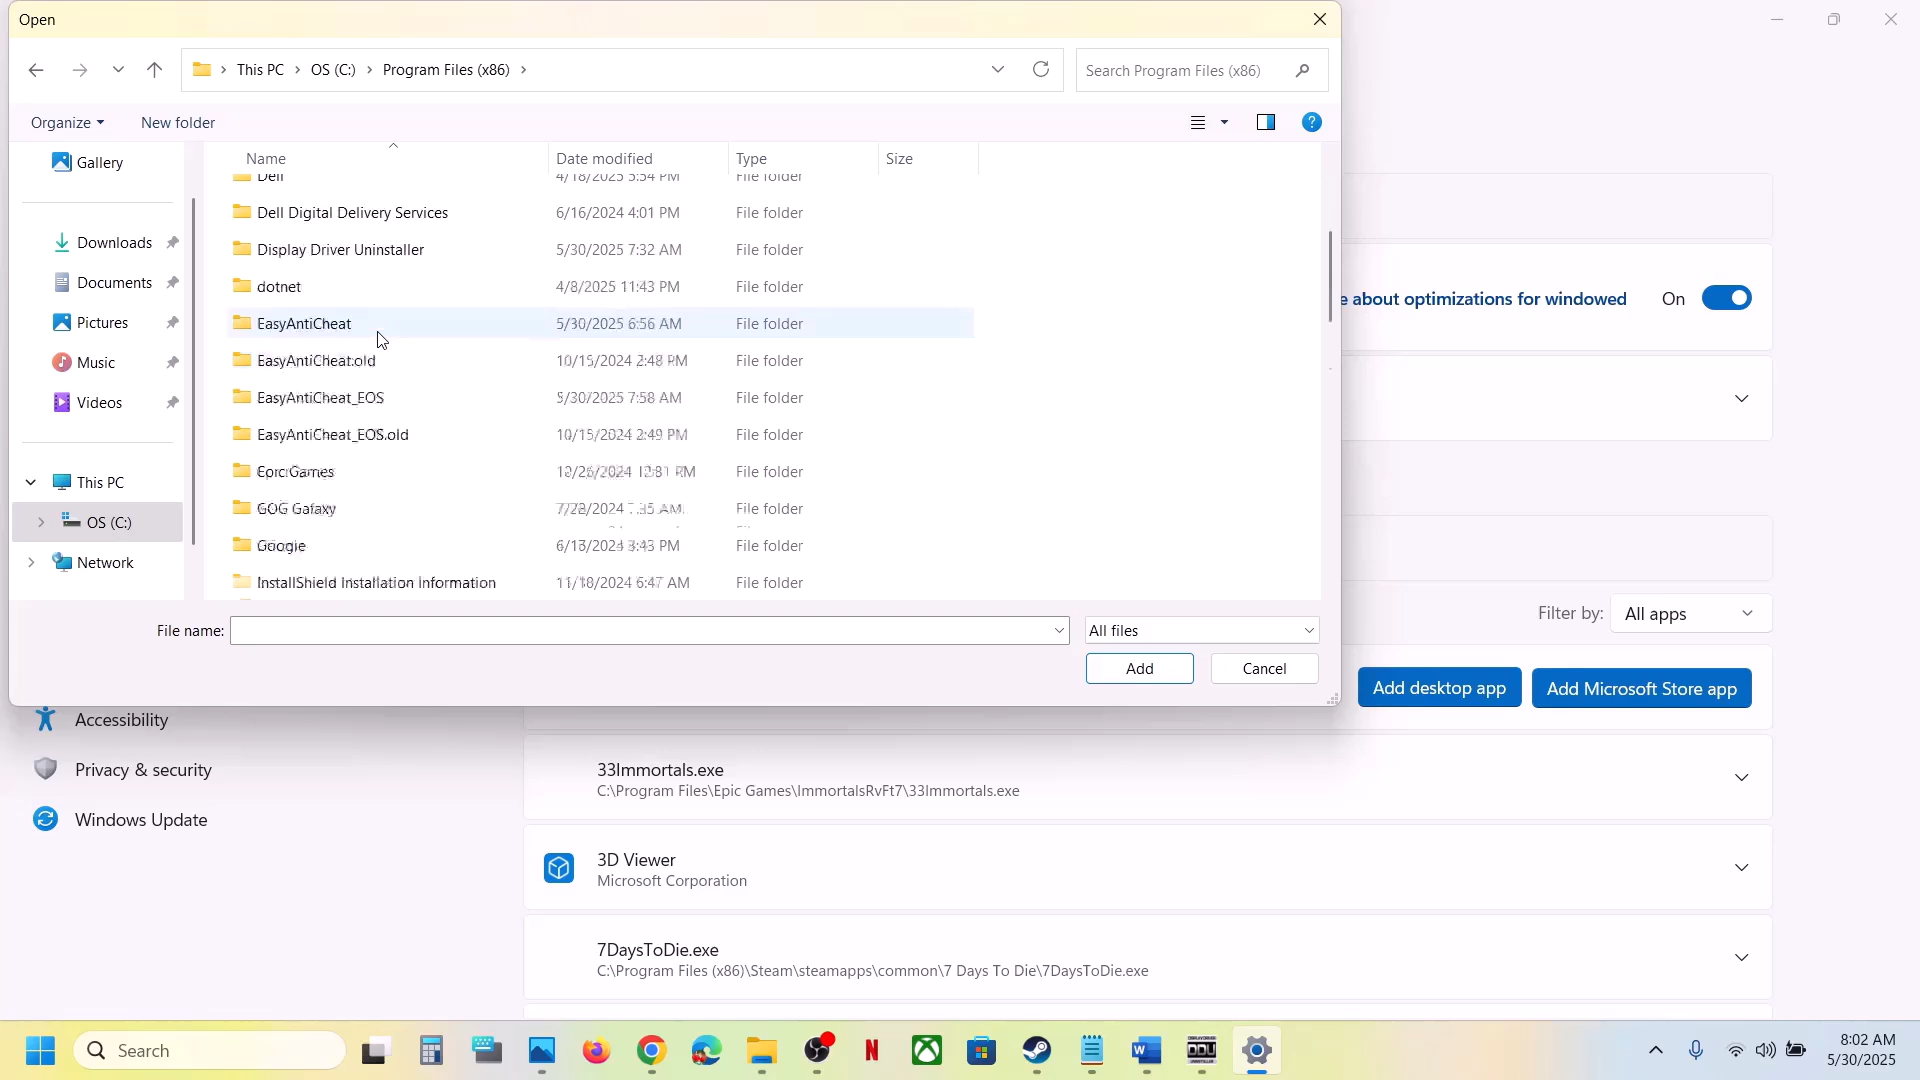 Open
This PC
OS (C:)
Program Files (x86)
Search Program Files (x86)
Organize
New folder
Name
Date modified
Type
Size
Gallery
Downloads
Documents
Pictures
Music
Videos
This PC
OS (C:)
Network
Dell 4/18/2025 5:54 PM File folder
Dell Digital Delivery Services 6/16/2024 4:01 PM File folder
Display Driver Uninstaller 5/30/2025 7:32 AM File folder
dotnet 4/8/2025 11:43 PM File folder
EasyAntiCheat 5/30/2025 6:56 AM File folder
EasyAntiCheat.old 10/15/2024 2:48 PM File folder
EasyAntiCheat_EOS 5/30/2025 7:58 AM File folder
EasyAntiCheat_EOS.old 10/15/2024 2:49 PM File folder
Games File folder
GOG Galaxy File folder
Google File folder
InstallShield Installation Information 11/18/2024 6:47 AM File folder
File name:
All files
Add
Cancel
e about optimizations for windowed
On
Filter by:
All apps
Add desktop app
Add Microsoft Store app
Accessibility
Privacy & security
Windows Update
33Immortals.exe
C:\Program Files\Epic Games\ImmortalsRvFt7\33Immortals.exe
3D Viewer
Microsoft Corporation
7DaysToDie.exe
C:\Program Files (x86)\Steam\steamapps\common\7 Days To Die\7DaysToDie.exe
Search
DDU
8:02 AM
5/30/2025